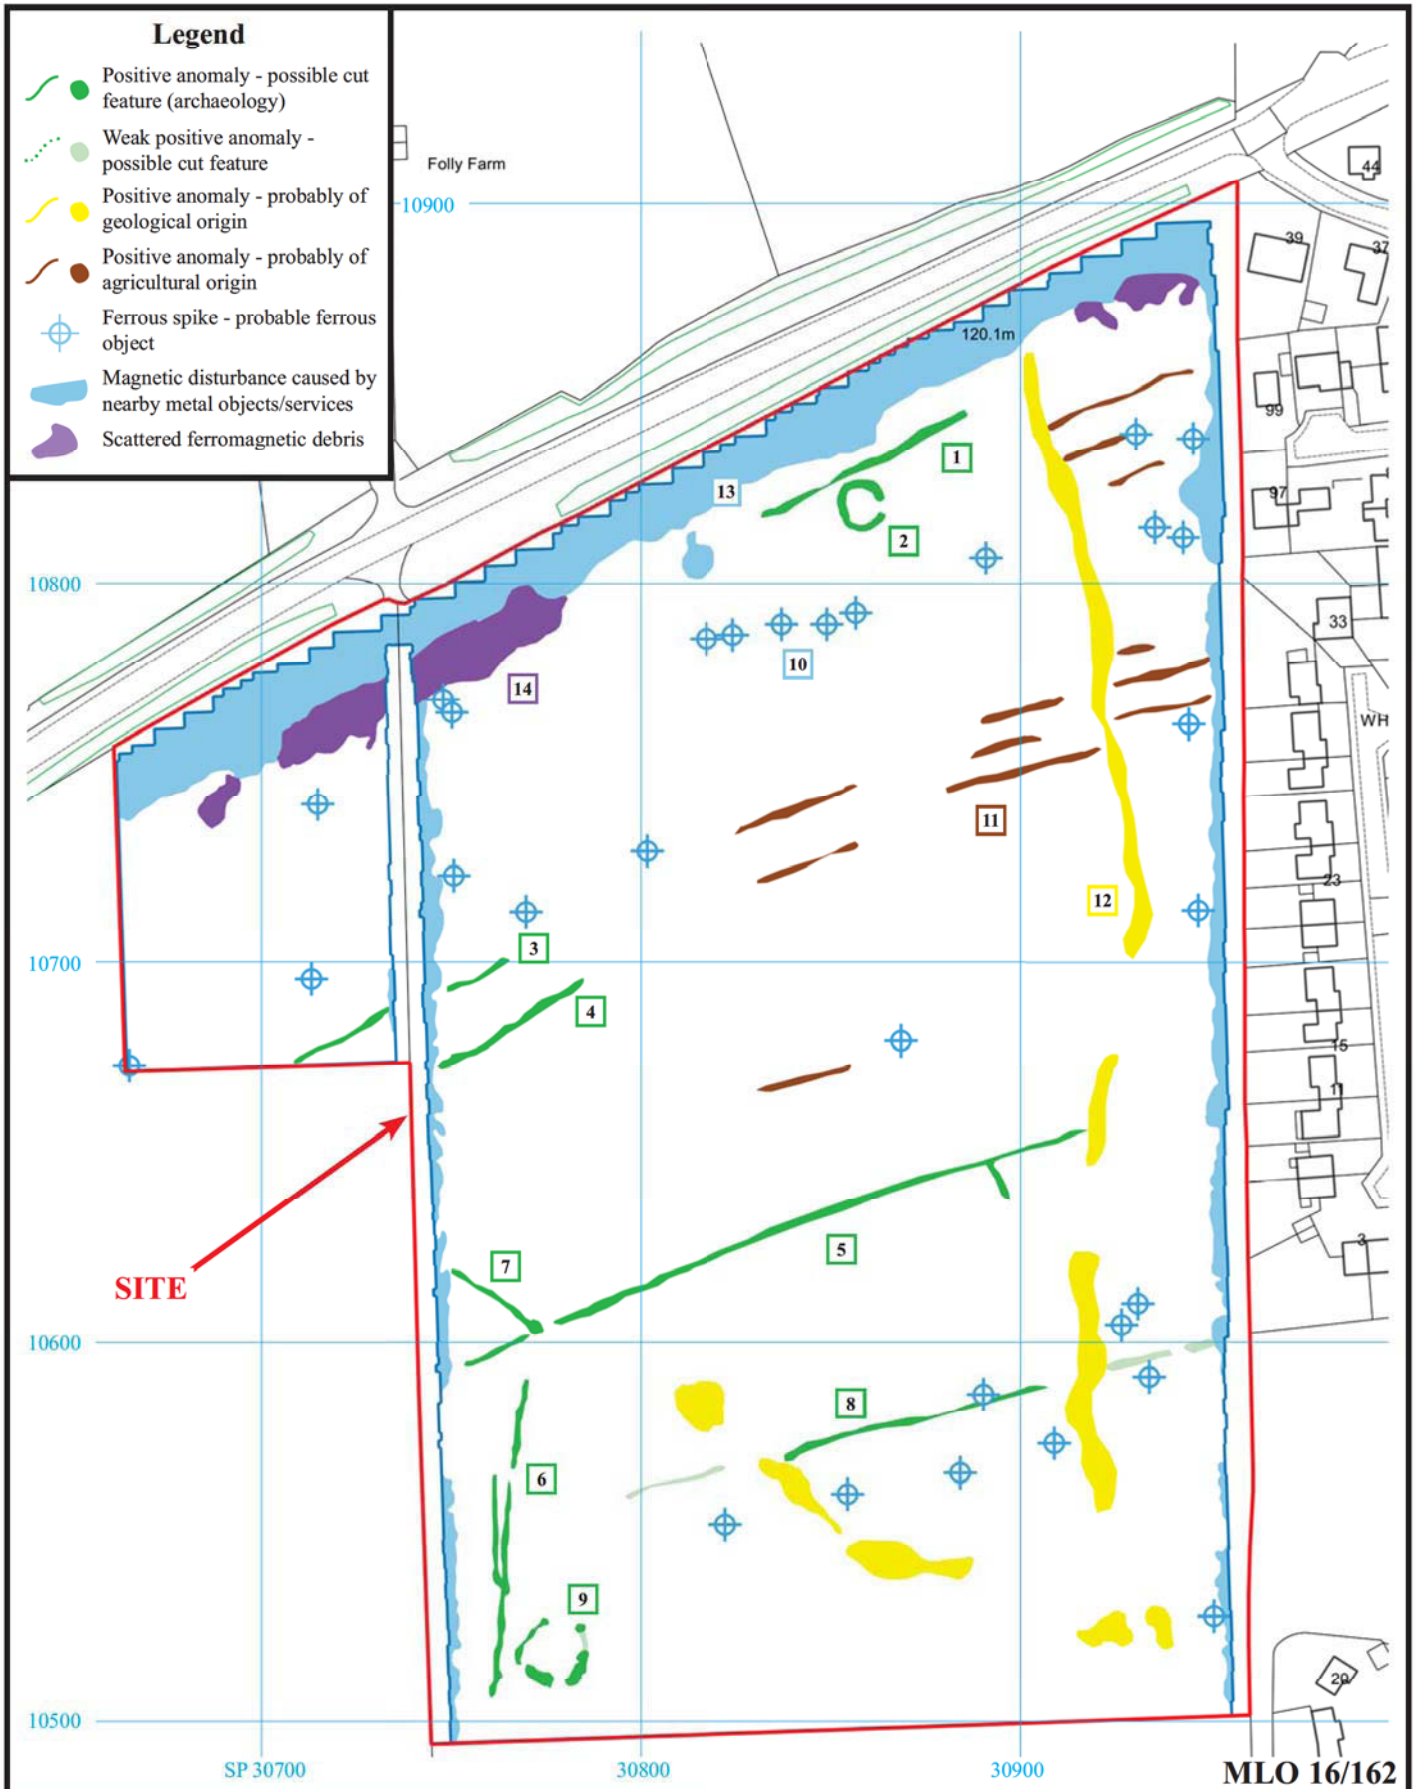 Legend
Positive anomaly - possible cut
feature (archaeology)
Weak positive anomaly -
possible cut feature
Positive anomaly - probably of
geological origin
Positive anomaly - probably of
agricultural origin
Ferrous spike - probable ferrous
object
Magnetic disturbance caused by
nearby metal objects/services
Scattered ferromagnetic debris
Folly Farm
44
10900
39
37
120.1m
99
1
13
97
2
10800
33
10
14
WH
11
23
12
3
10700
4
15
11
5
3
7
SITE
10600
8
6
9
29
10500
SP 30700
30800
30900
MLO 16/162